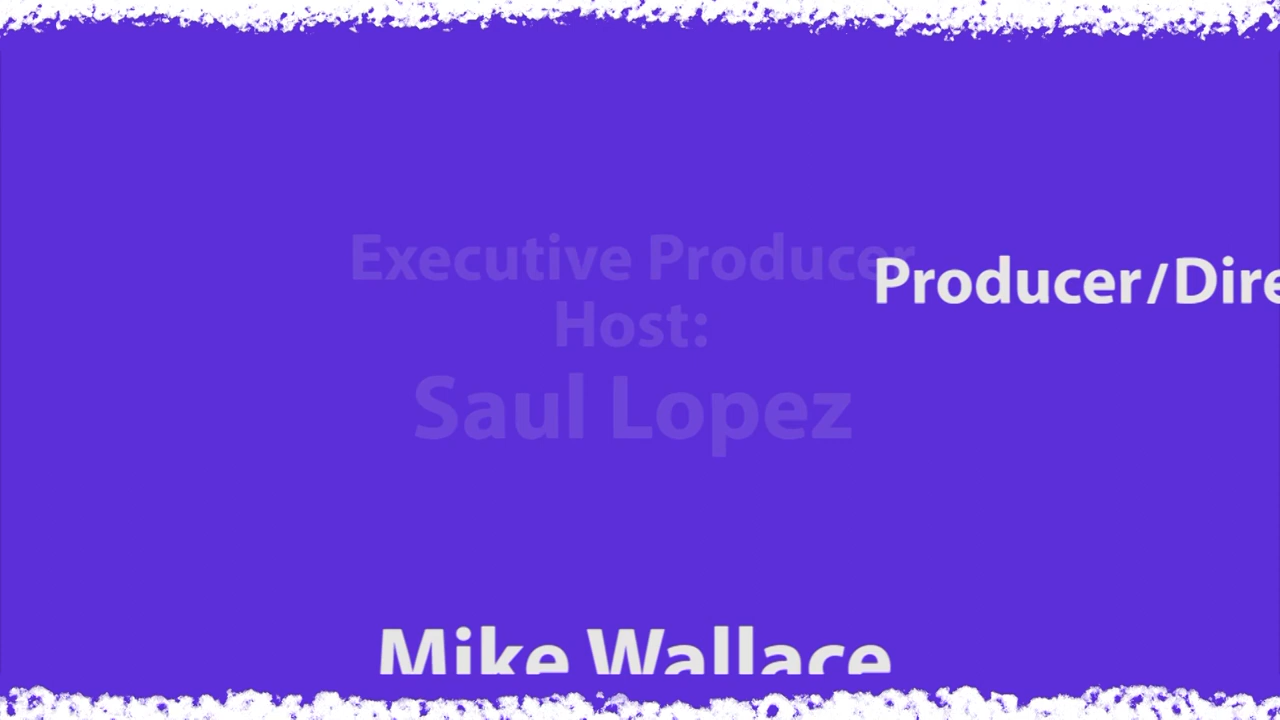 Executive Producer
Host:
Saul Lopez
Producer/Dire
Mike Wallace